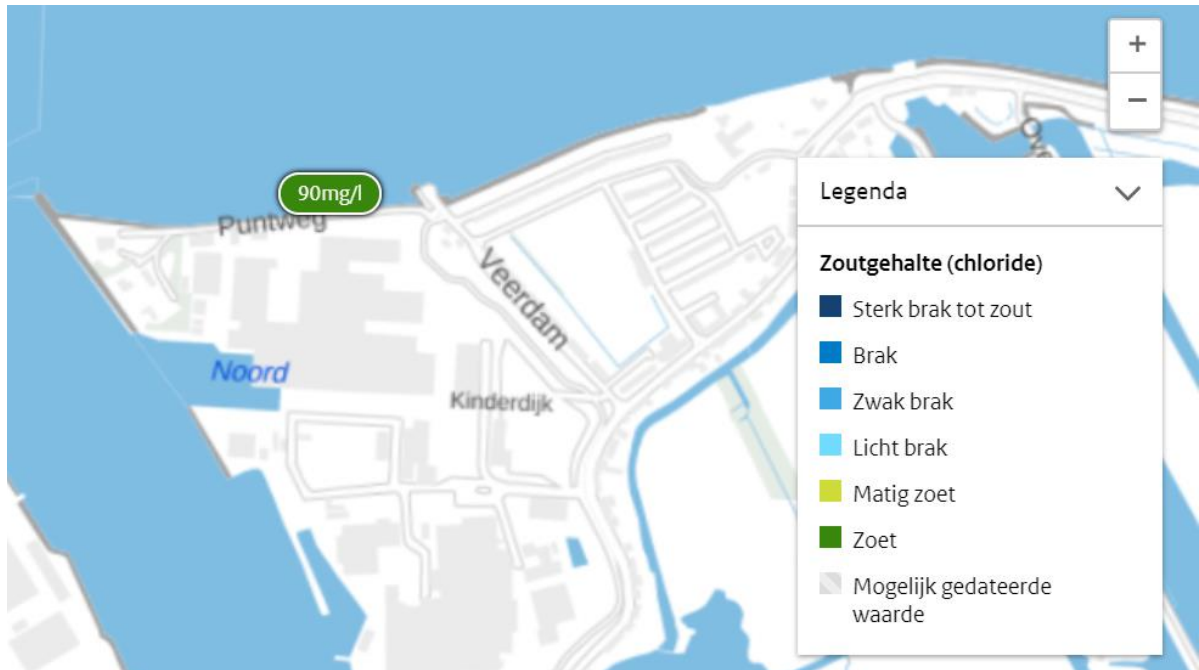 +
−
90mg/l
Puntweg
Veerdam
Noord
Kinderdijk
Ove
Legenda
Zoutgehalte (chloride)
Sterk brak tot zout
Brak
Zwak brak
Licht brak
Matig zoet
Zoet
Mogelijk gedateerde
waarde